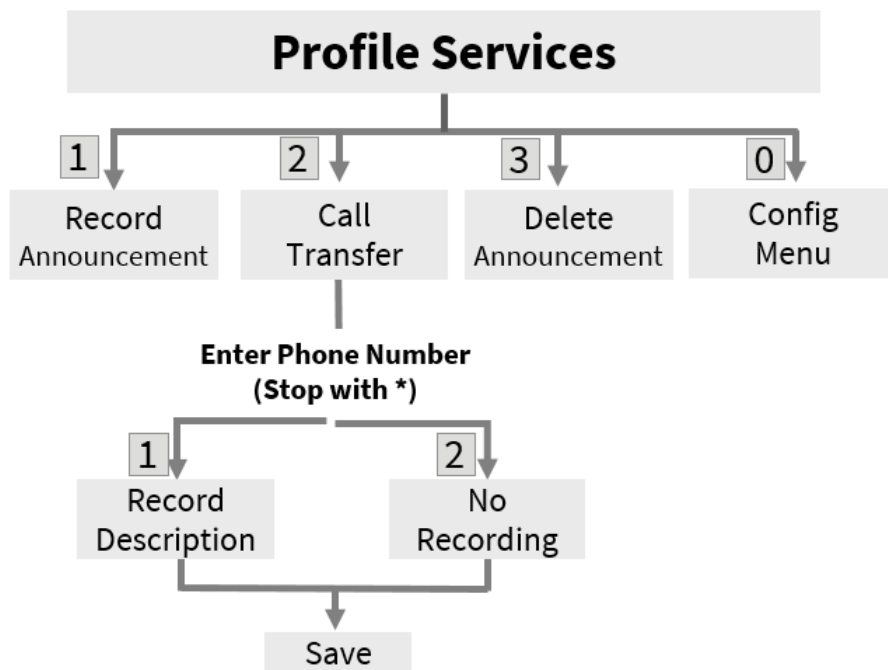 Profile Services
1
2
3
0
Record
Announcement
Call
Transfer
Delete
Announcement
Config
Menu
Enter Phone Number
(Stop with *)
1
2
Record
Description
No
Recording
Save